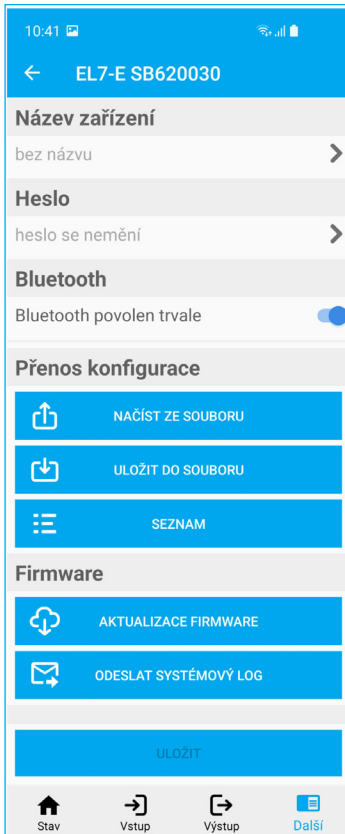 10:41
EL7-E SB620030
Název zařízení
bez názvu
Heslo
heslo se nemění
Bluetooth
Bluetooth povolen trvale
Přenos konfigurace
NAČÍST ZE SOUBORU
ULOŽIT DO SOUBORU
SEZNAM
Firmware
AKTUALIZACE FIRMWARE
ODESLAT SYSTÉMOVÝ LOG
ULOŽIT
Stav Vstup Výstup Další